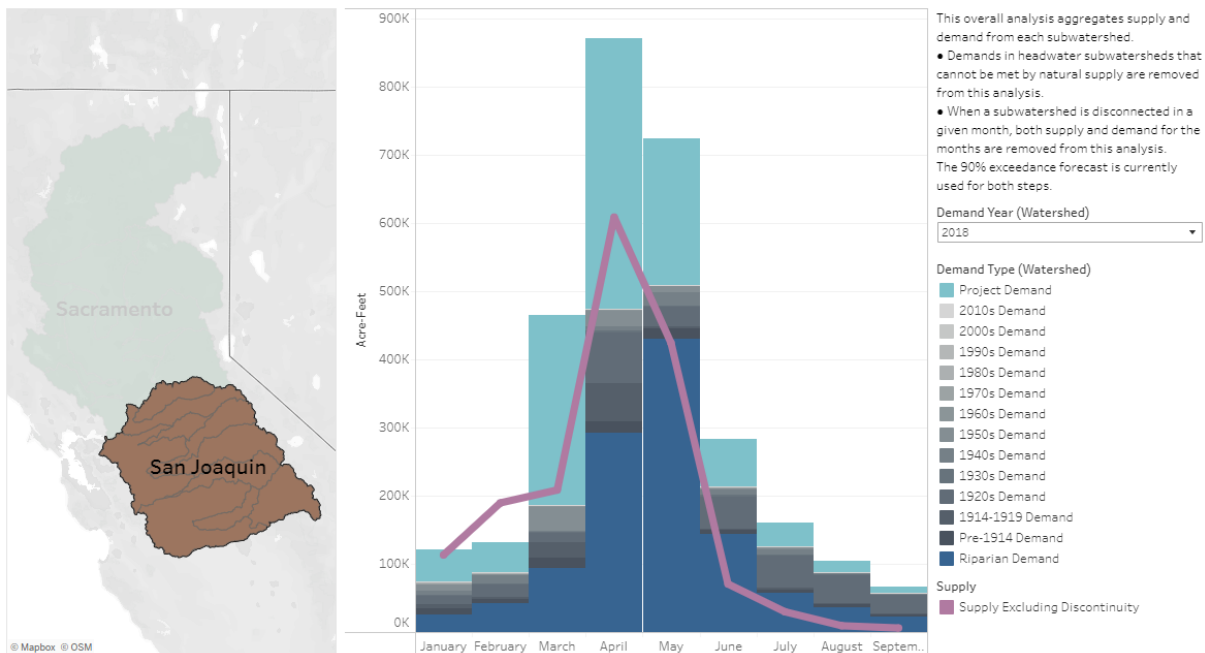 Sacramento
San Joaquin
© Mapbox © OSM
900K
800K
700K
600K
500K
400K
300K
200K
100K
0K
Acre-Feet
January February March April May June July August Septem..
This overall analysis aggregates supply and
demand from each subwatershed.
● Demands in headwater subwatersheds that
cannot be met by natural supply are removed
from this analysis.
● When a subwatershed is disconnected in a
given month, both supply and demand for the
months are removed from this analysis.
The 90% exceedance forecast is currently
used for both steps.
Demand Year (Watershed)
2018
Demand Type (Watershed)
Project Demand
2010s Demand
2000s Demand
1990s Demand
1980s Demand
1970s Demand
1960s Demand
1950s Demand
1940s Demand
1930s Demand
1920s Demand
1914-1919 Demand
Pre-1914 Demand
Riparian Demand
Supply
Supply Excluding Discontinuity